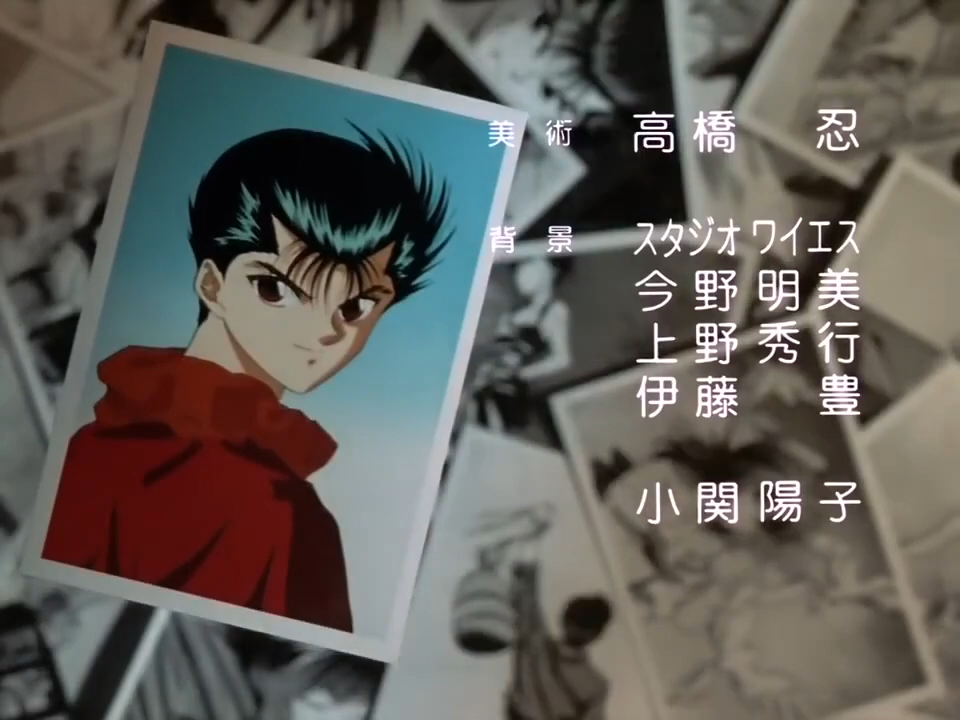 美術 高橋 忍
背景 スタジオワイエス
今野明美
上野秀行
伊藤 豊
小関陽子